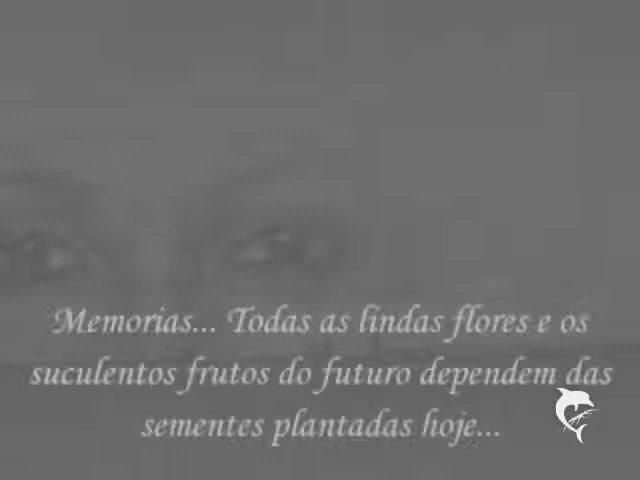 Memorias... Todas as lindas flores e os
suculentos frutos do futuro dependem das
sementes plantadas hoje...